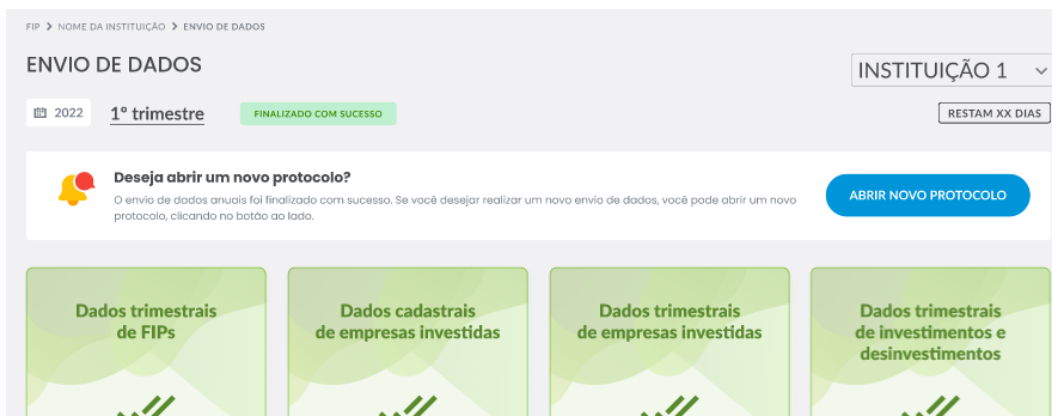 FIP > NOME DA INSTITUIÇÃO > ENVIO DE DADOS
ENVIO DE DADOS
INSTITUIÇÃO 1
2022 1º trimestre FINALIZADO COM SUCESSO RESTAM XX DIAS
Deseja abrir um novo protocolo?
O envio de dados anuais foi finalizado com sucesso. Se você desejar realizar um novo envio de dados, você pode abrir um novo
protocolo, clicando no botão ao lado.
ABRIR NOVO PROTOCOLO
Dados trimestrais
de FIPs
Dados cadastrais
de empresas investidas
Dados trimestrais
de empresas investidas
Dados trimestrais
de investimentos e
desinvestimentos